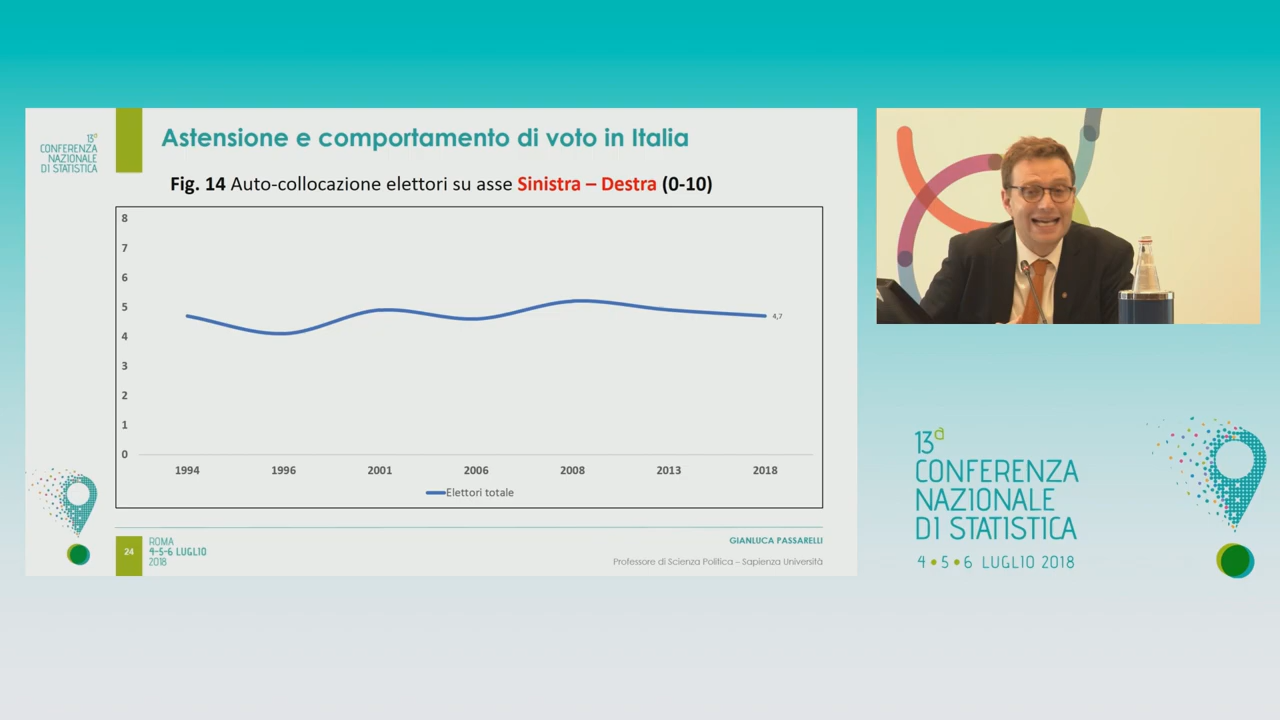 13ª
CONFERENZA
NAZIONALE
DI STATISTICA
Astensione e comportamento di voto in Italia
Fig. 14 Auto-collocazione elettori su asse Sinistra – Destra (0-10)
8
7
6
5
4
3
2
1
0
4,7
1994 1996 2001 2006 2008 2013 2018
Elettori totale
24
ROMA
4-5-6 LUGLIO
2018
GIANLUCA PASSARELLI
Professore di Scienza Politica – Sapienza Università
13ª
CONFERENZA
NAZIONALE
DI STATISTICA
4•5•6 LUGLIO 2018